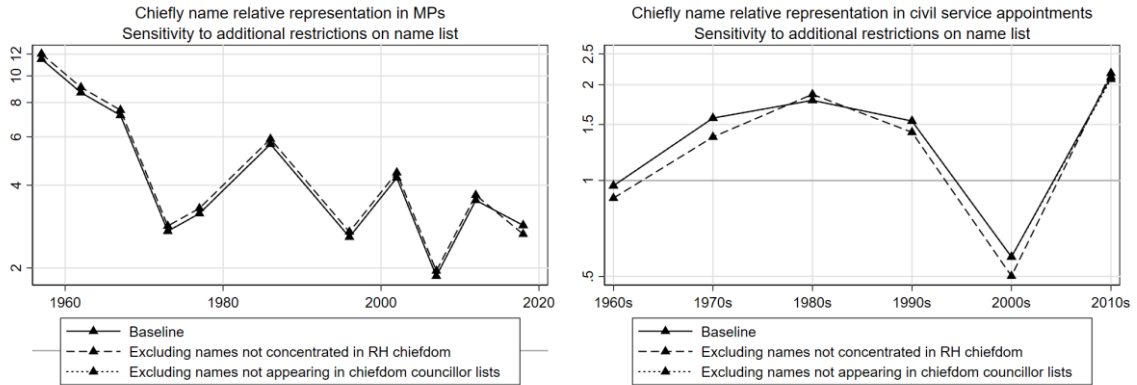 Chiefly name relative representation in MPs
Sensitivity to additional restrictions on name list
12
10
8
6
4
2
1960
1980
2000
2020
Baseline
Excluding names not concentrated in RH chiefdom
Excluding names not appearing in chiefdom councillor lists
Chiefly name relative representation in civil service appointments
Sensitivity to additional restrictions on name list
2.5
2
1.5
1
.5
1960s
1970s
1980s
1990s
2000s
2010s
Baseline
Excluding names not concentrated in RH chiefdom
Excluding names not appearing in chiefdom councillor lists